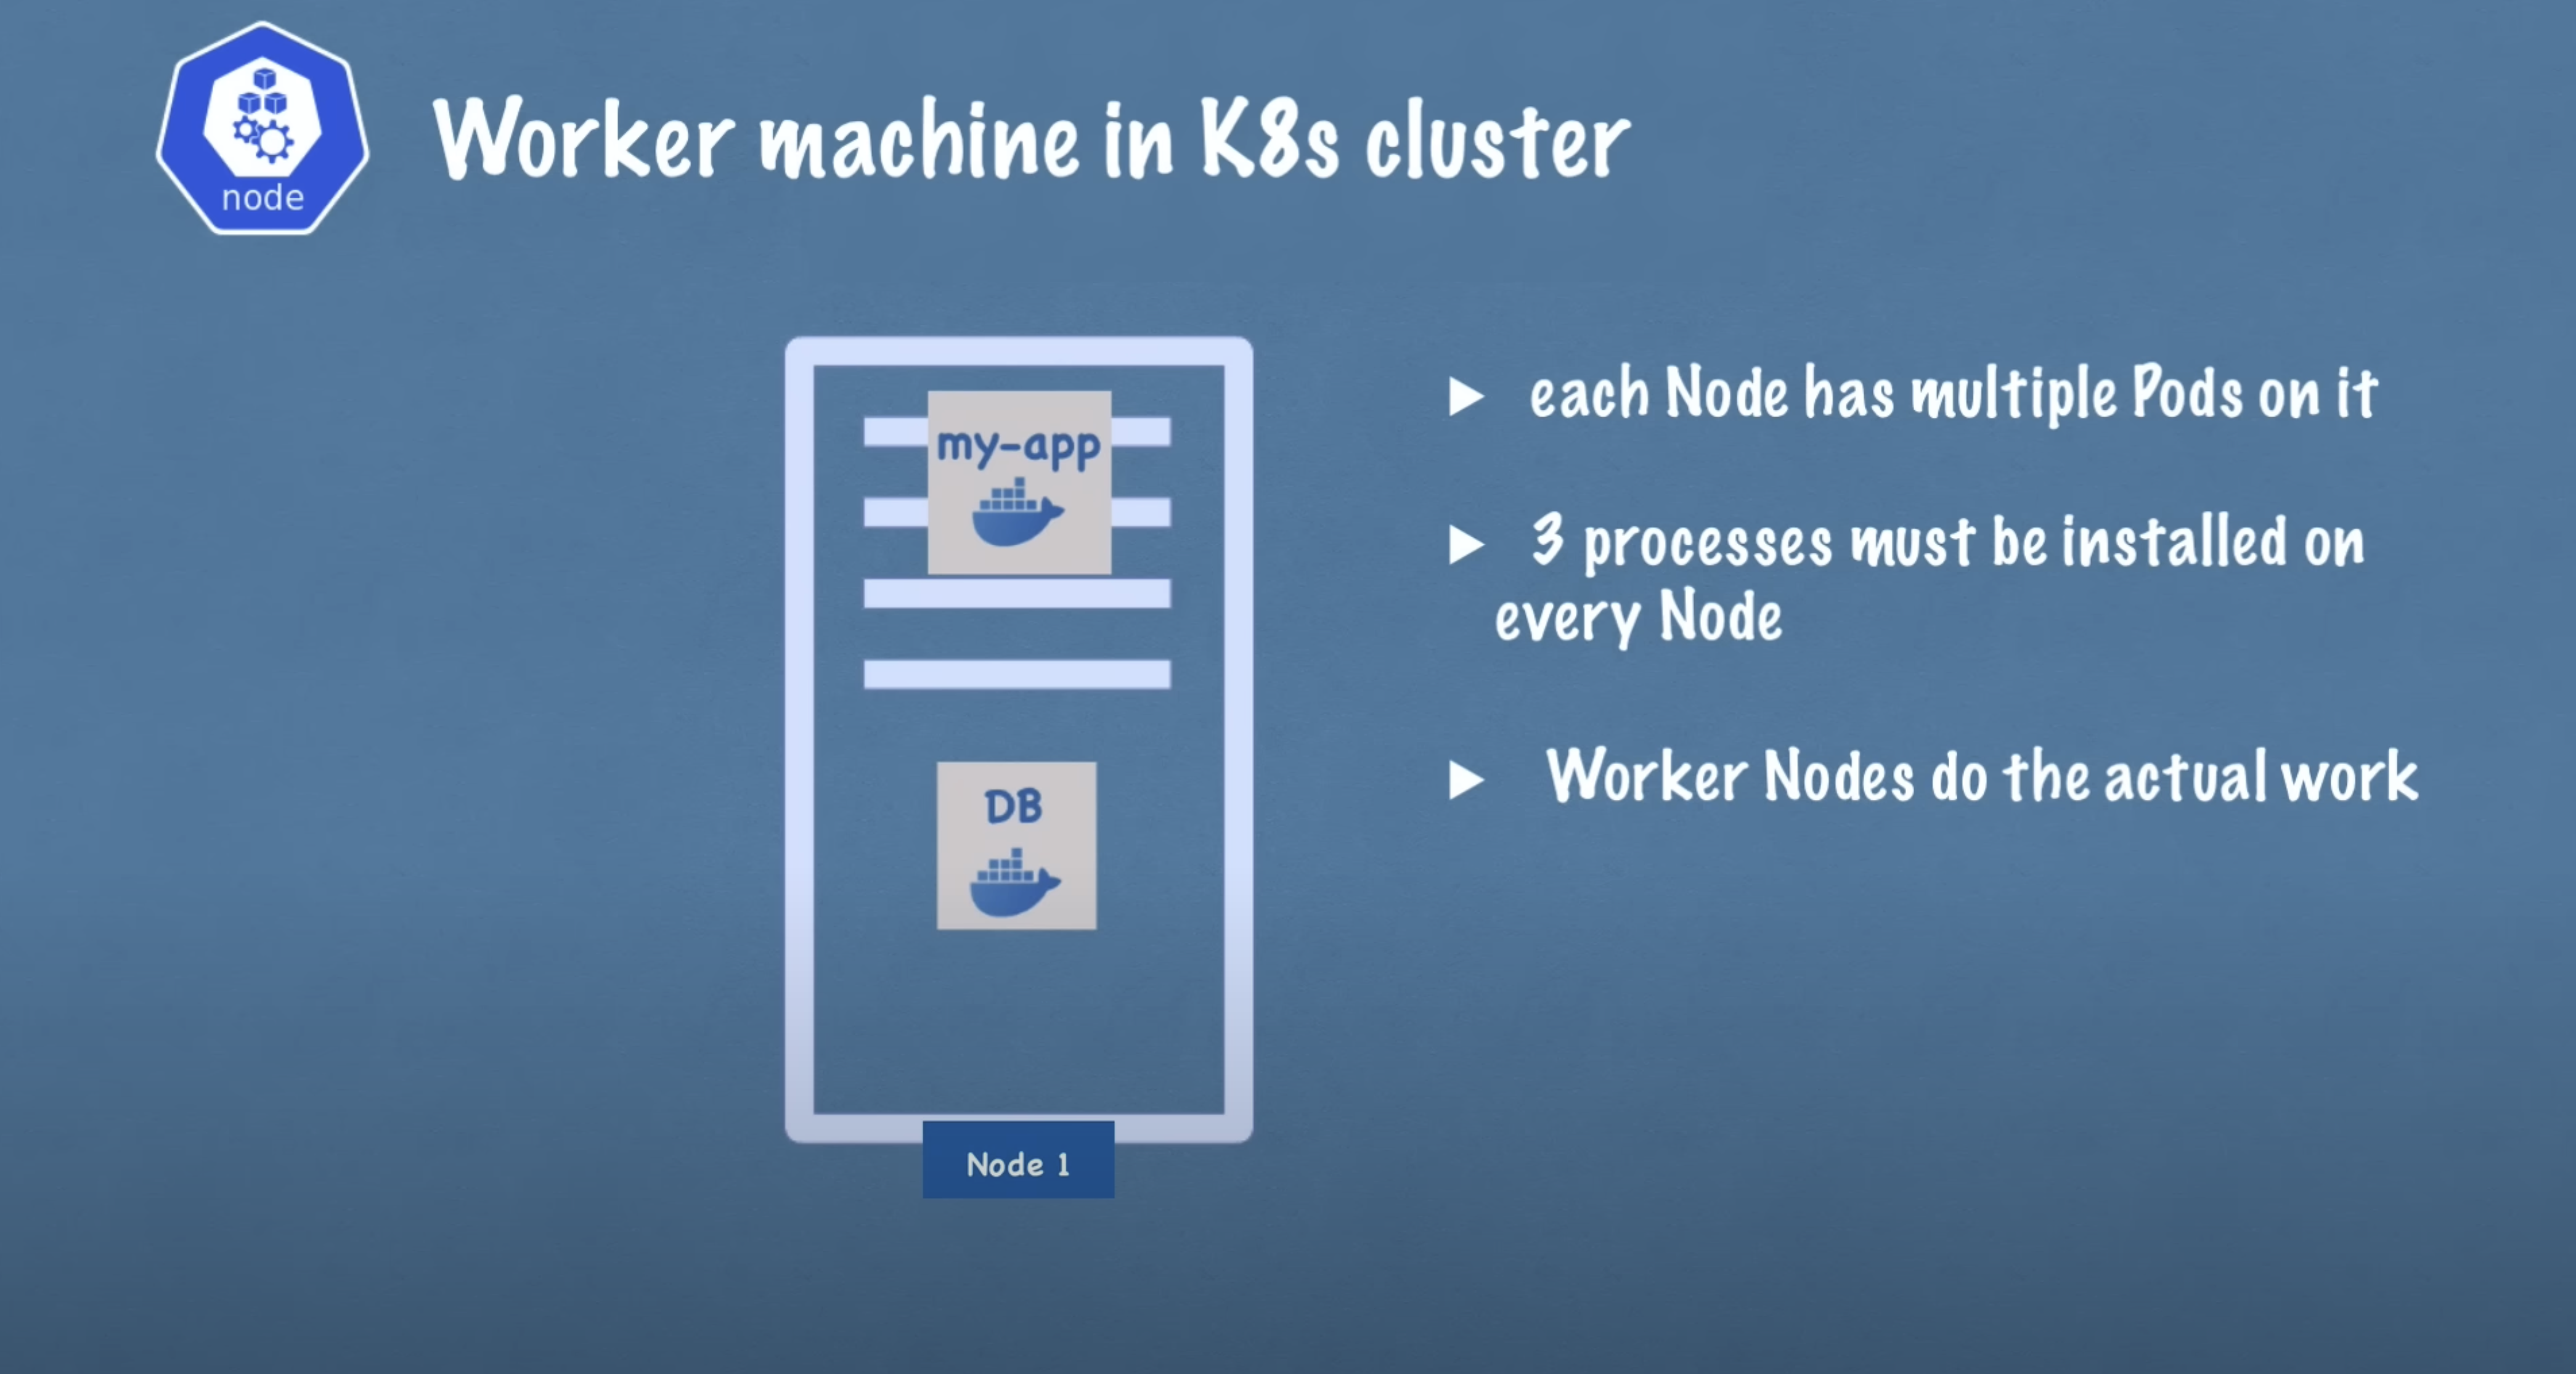 node
Worker machine in K8s cluster
my-app
DB
Node 1
▶ each Node has multiple Pods on it
▶ 3 processes must be installed on
every Node
▶ Worker Nodes do the actual work